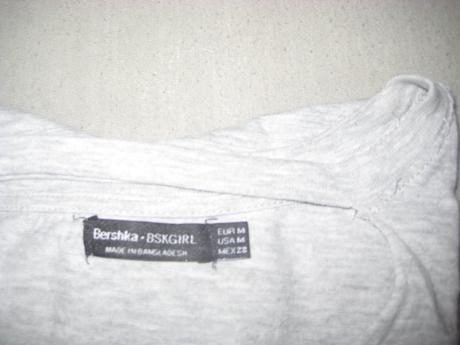 Bershka • BSKGIRL
MADE IN BANGLADESH
EUR M
USA M
MEX 28